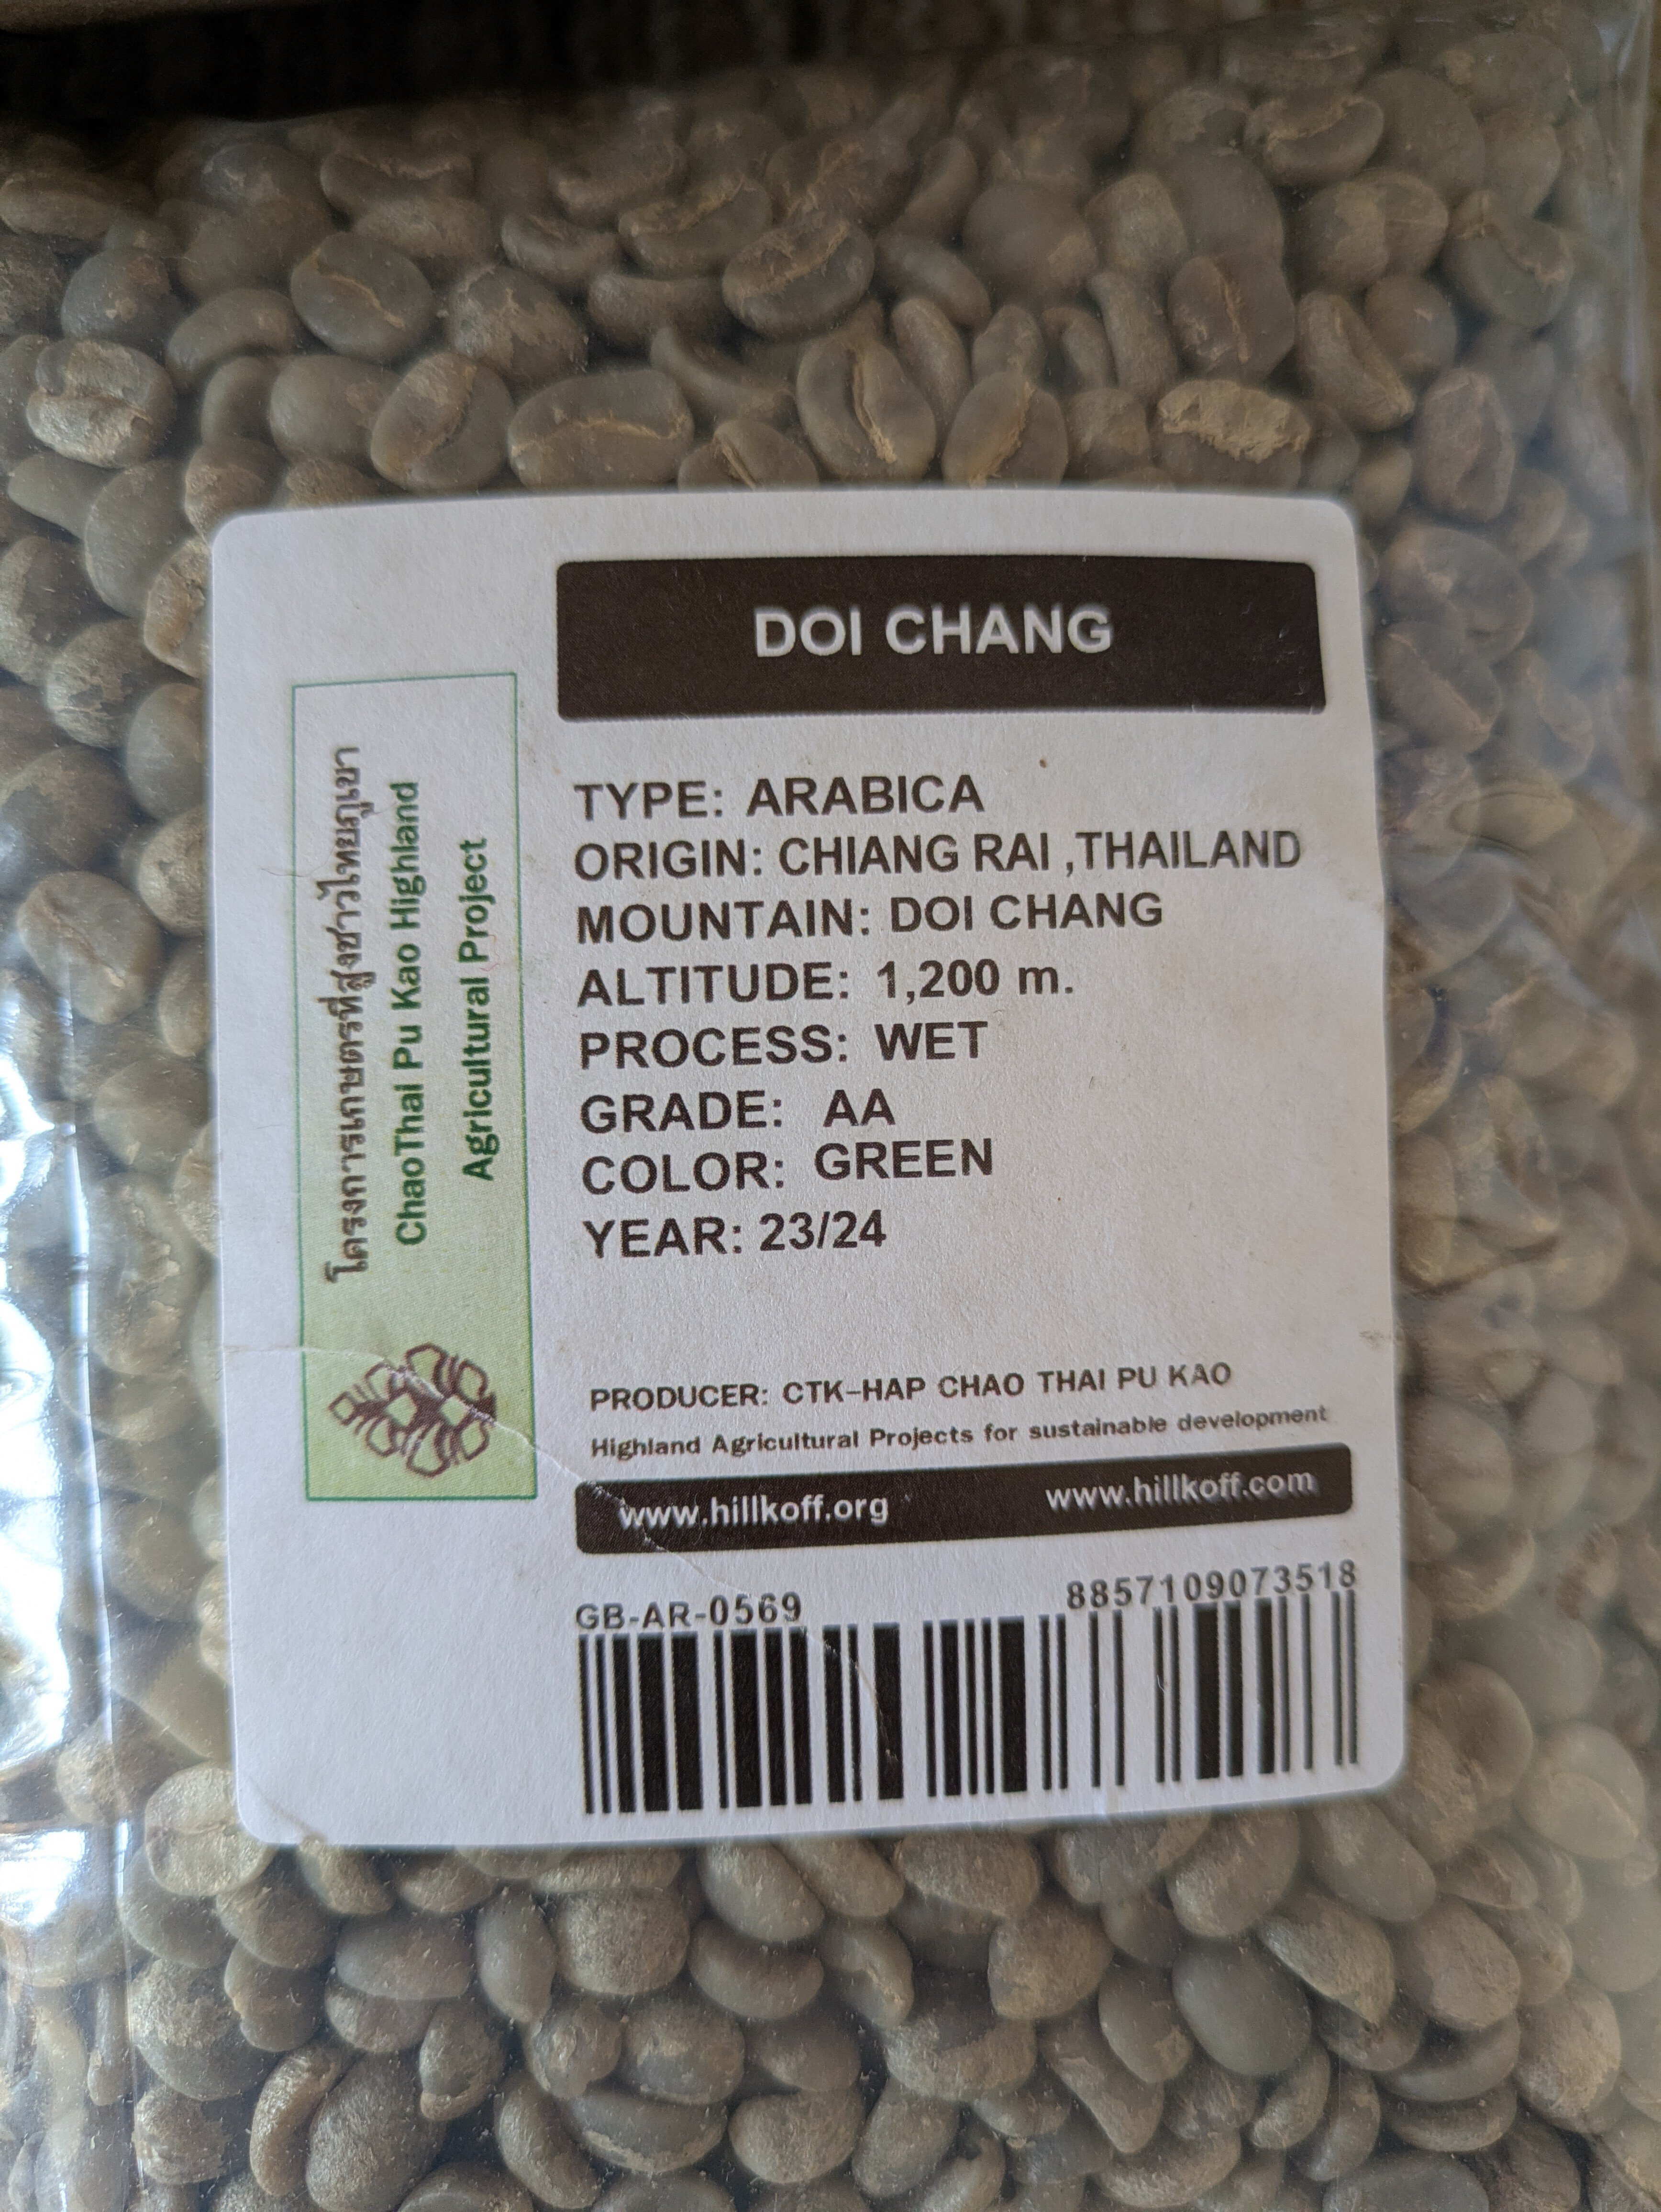 DOI CHANG
โครงการเกษตรที่สูงชาวไทยภูเขา
ChaoThai Pu Kao Highland
Agricultural Project
TYPE: ARABICA
ORIGIN: CHIANG RAI ,THAILAND
MOUNTAIN: DOI CHANG
ALTITUDE: 1,200 m.
PROCESS: WET
GRADE: AA
COLOR: GREEN
YEAR: 23/24
PRODUCER: CTK-HAP CHAO THAI PU KAO
Highland Agricultural Projects for sustainable development
www.hillkoff.org www.hillkoff.com
GB-AR-0569 8857109073518